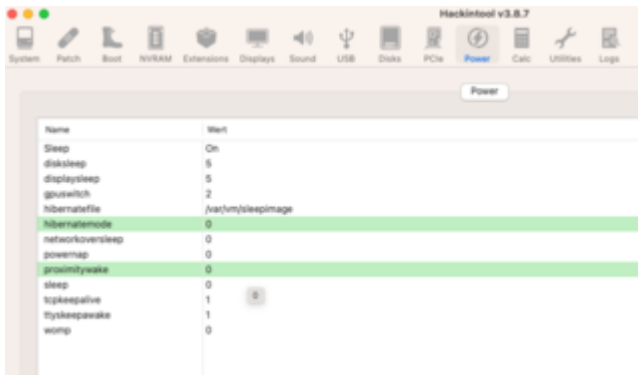 Hackintool v3.8.7
System Patch Boot NVRAM Extensions Displays Sound USB Disks PCIe Power Calc Utilities Logs
Power
Name Wert
Sleep On
disksleep 5
displaysleep 5
gpuswitch 2
hibernatefile /var/vm/sleepimage
hibernatemode 0
networkoversleep 0
powernap 0
proximitywake 0
sleep 0
tcpkeepalive 1
ttyskeepawake 1
womp 0